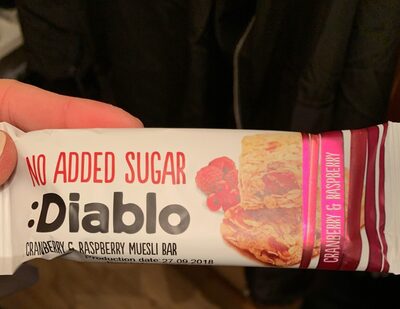 NO ADDED SUGAR
:Diablo
CRANBERRY & RASPBERRY MUESLI BAR
Production date 27.09.2018
CRANBERRY & RASPBERRY